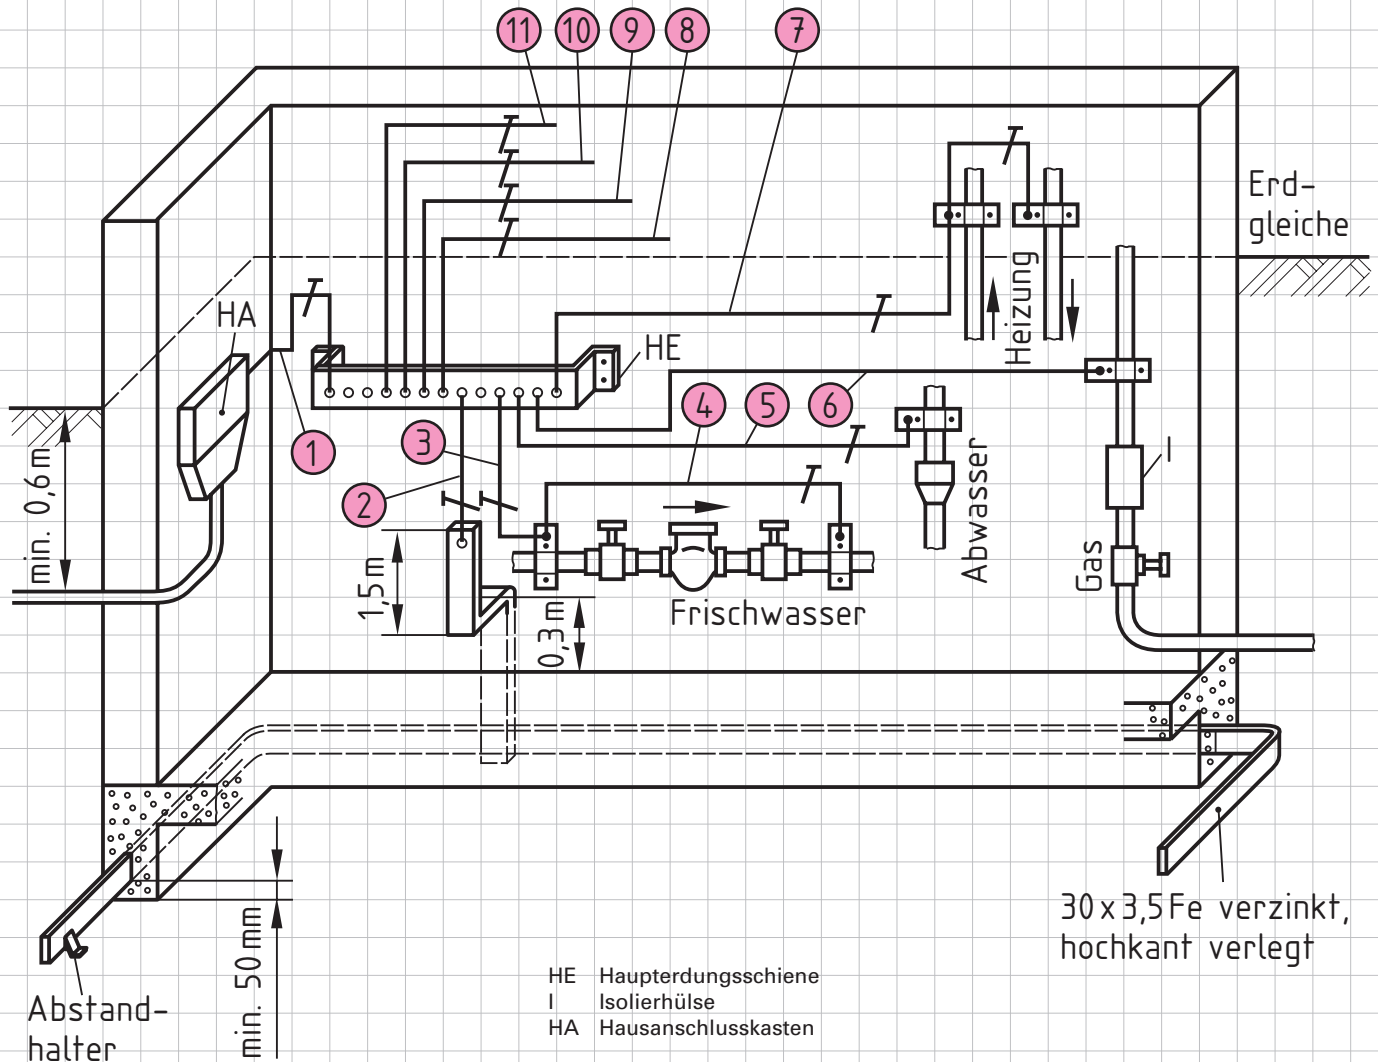 11
10
9
8
7
Erd-
gleiche
HA
HE
Heizung
1
2
3
4
5
6
I
min. 0,6 m
1,5 m
0,3 m
Frischwasser
Abwasser
Gas
30 x 3,5 Fe verzinkt,
hochkant verlegt
min. 50 mm
Abstand-
halter
HE Haupterdungsschiene
I Isolierhülse
HA Hausanschlusskasten